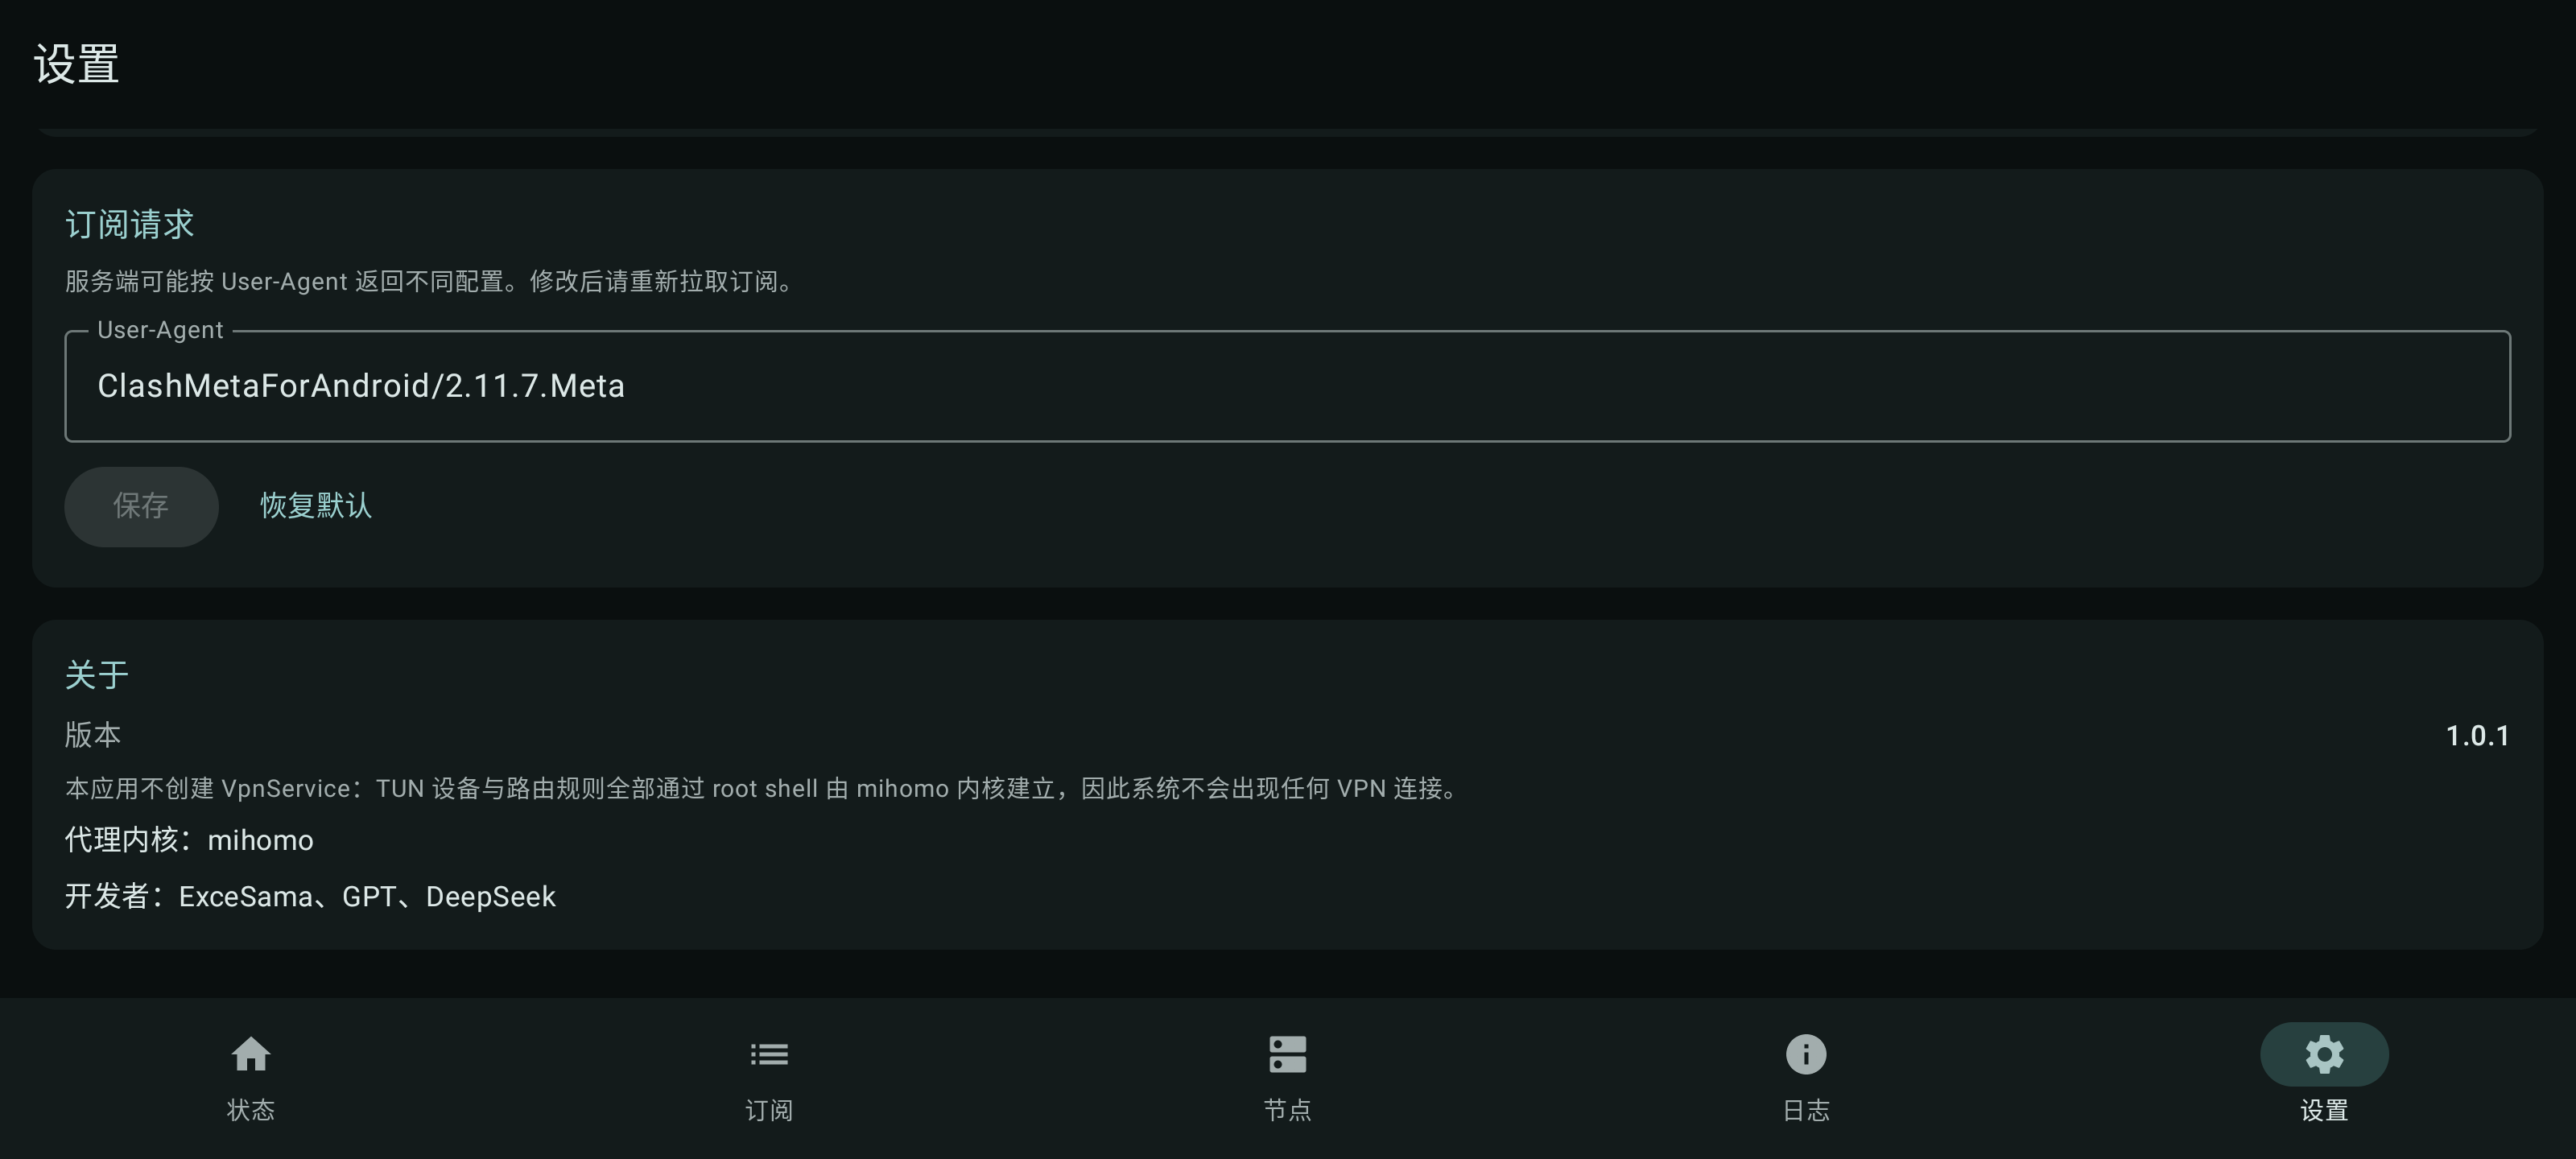 设置
订阅请求
服务端可能按 User-Agent 返回不同配置。修改后请重新拉取订阅。
User-Agent
ClashMetaForAndroid/2.11.7.Meta
保存 恢复默认
关于
版本 1.0.1
本应用不创建 VpnService：TUN 设备与路由规则全部通过 root shell 由 mihomo 内核建立，因此系统不会出现任何 VPN 连接。
代理内核：mihomo
开发者：ExceSama、GPT、DeepSeek
状态 订阅 节点 日志 设置